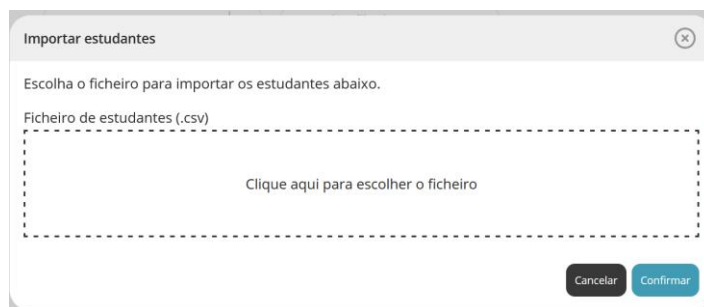 Importar estudantes
Escolha o ficheiro para importar os estudantes abaixo.
Ficheiro de estudantes (.csv)
Clique aqui para escolher o ficheiro
Cancelar
Confirmar